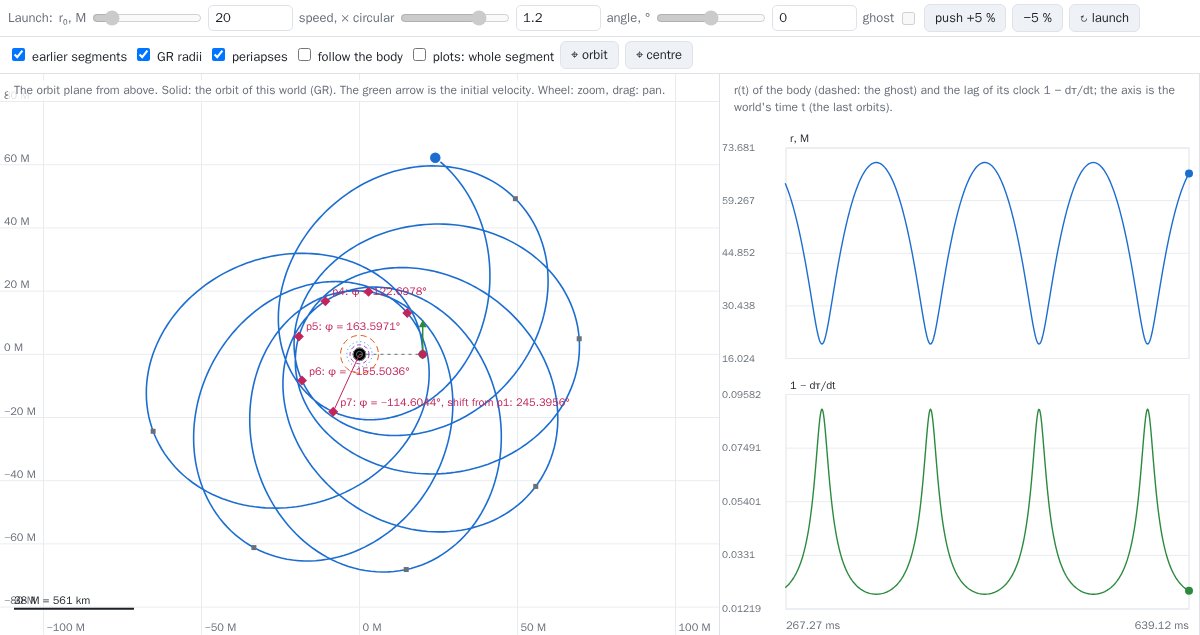 Launch: r₀, M 20 speed, × circular 1.2 angle, ° 0 ghost push +5 % −5 % ↻ launch
earlier segments GR radii periapses follow the body plots: whole segment ⌖ orbit ⌖ centre
The orbit plane from above. Solid: the orbit of this world (GR). The green arrow is the initial velocity. Wheel: zoom, drag: pan.
60 M
40 M
20 M
0 M
−20 M
−40 M
−60 M
p5: φ = 163.5971°
p6: φ = −155.5036°
p7: φ = −114.6044°, shift from p1: 245.3956°
38 M = 561 km
−100 M
−50 M
0 M
50 M
100 M
r(t) of the body (dashed: the ghost) and the lag of its clock 1 − dτ/dt; the axis is the
world's time t (the last orbits).
r, M
73.681
59.267
44.852
30.438
16.024
1 − dτ/dt
0.09582
0.07491
0.05401
0.0331
0.01219
267.27 ms
639.12 ms